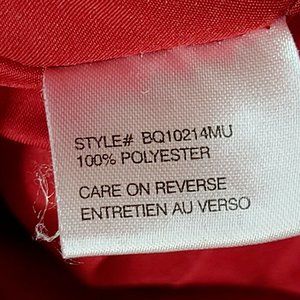 STYLE# BQ10214MU
100% POLYESTER
CARE ON REVERSE
ENTRETIEN AU VERSO